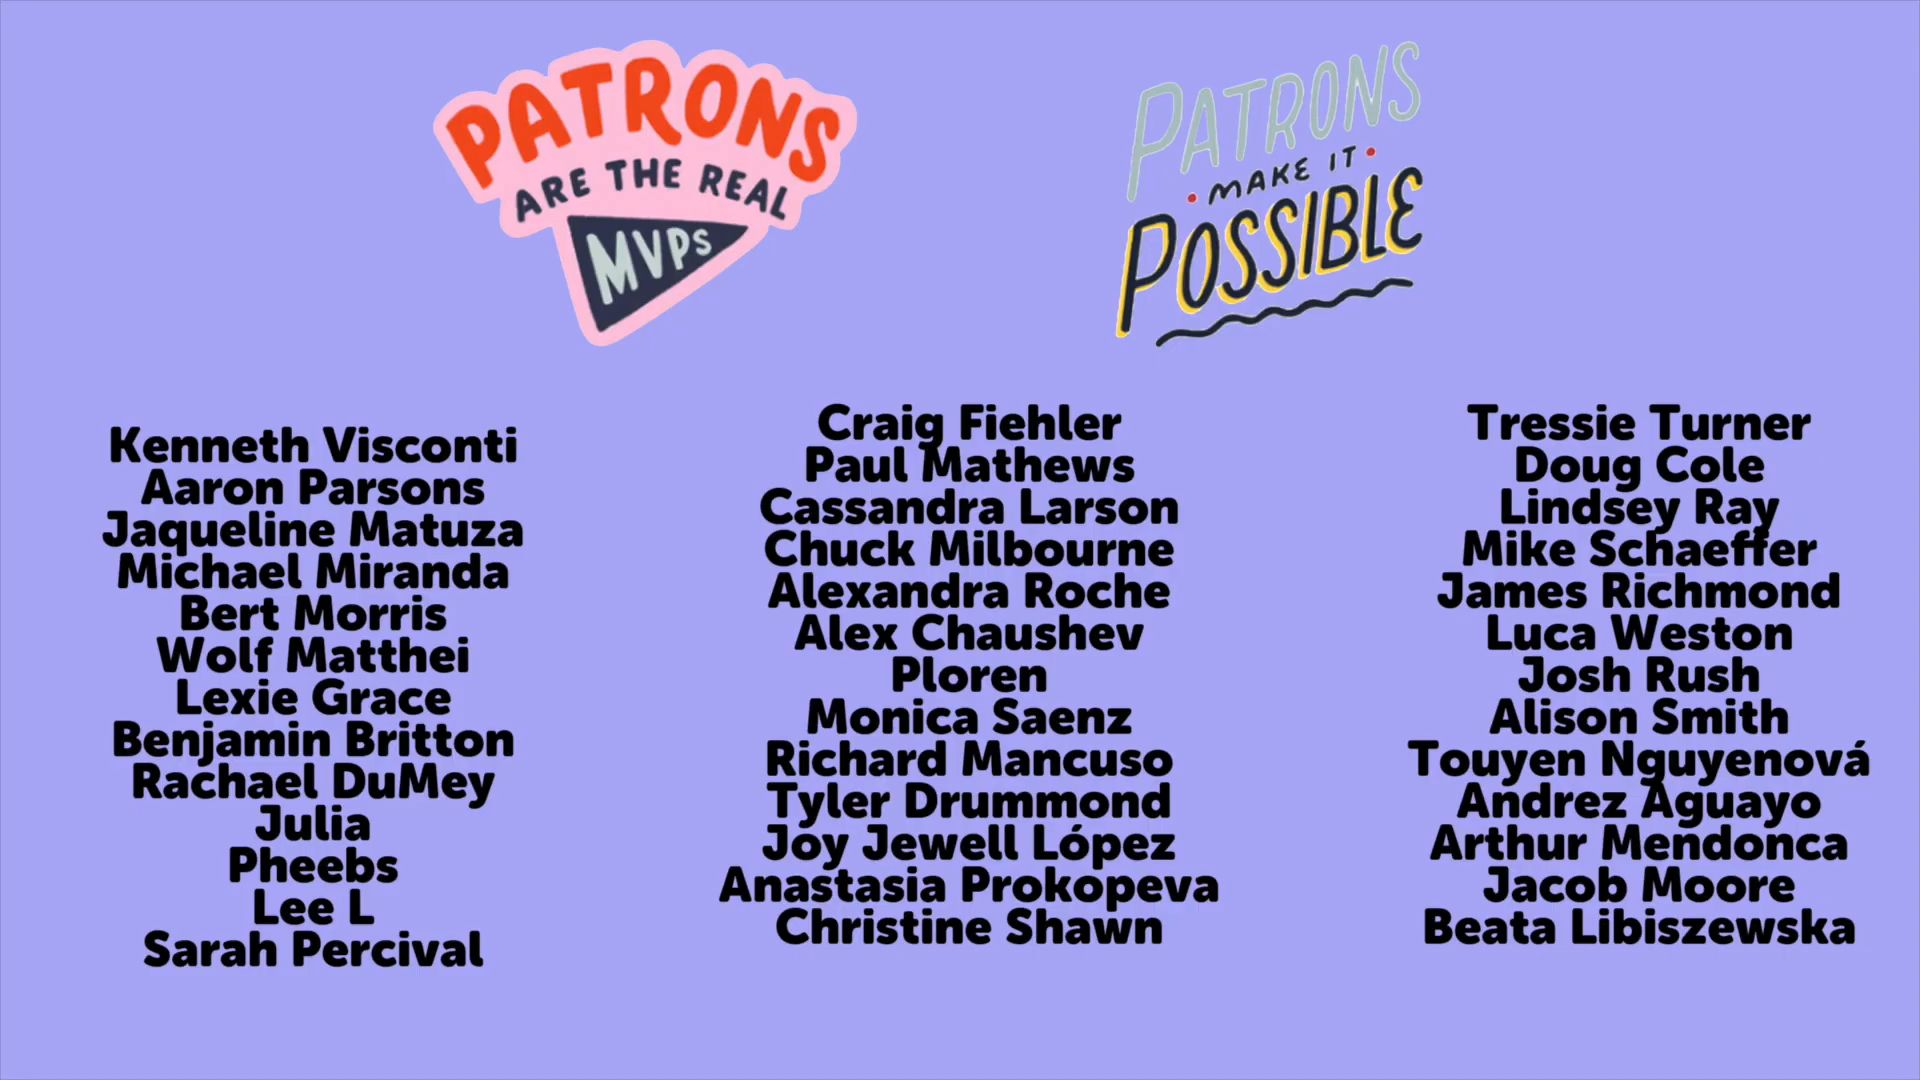 PATRONS
ARE THE REAL
MVPs
PATRONS
MAKE IT
POSSIBLE
Kenneth Visconti
Aaron Parsons
Jaqueline Matuza
Michael Miranda
Bert Morris
Wolf Matthei
Lexie Grace
Benjamin Britton
Rachael DuMey
Julia
Pheebs
Lee L
Sarah Percival
Craig Fiehler
Paul Mathews
Cassandra Larson
Chuck Milbourne
Alexandra Roche
Alex Chaushev
Ploren
Monica Saenz
Richard Mancuso
Tyler Drummond
Joy Jewell López
Anastasia Prokopeva
Christine Shawn
Tressie Turner
Doug Cole
Lindsey Ray
Mike Schaeffer
James Richmond
Luca Weston
Josh Rush
Alison Smith
Touyen Nguyenová
Andrez Aguayo
Arthur Mendonca
Jacob Moore
Beata Libiszewska